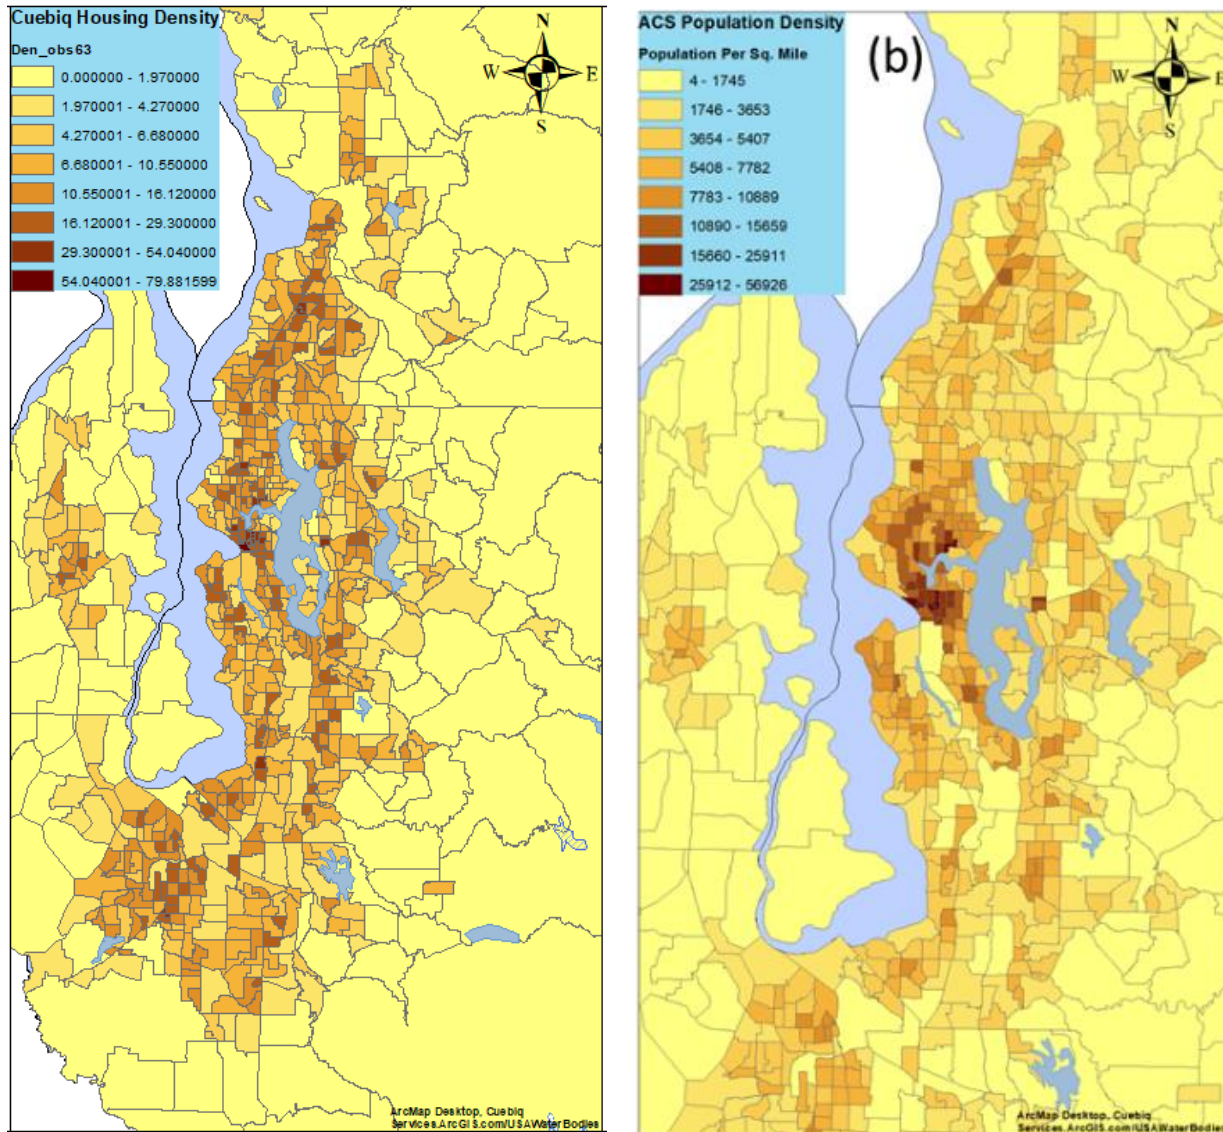 Cuebiq Housing Density
Den_obs63
0.000000 - 1.970000
1.970001 - 4.270000
4.270001 - 6.680000
6.680001 - 10.550000
10.550001 - 16.120000
16.120001 - 29.300000
29.300001 - 54.040000
54.040001 - 79.881599
N
W
E
S
ArcMap Desktop, Cuebiq
Services.ArcGIS.com/USAWaterBodies
ACS Population Density
Population Per Sq. Mile
4 - 1745
1746 - 3653
3654 - 5407
5408 - 7782
7783 - 10889
10890 - 15659
15660 - 25911
25912 - 56926
(b)
N
W
E
S
ArcMap Desktop, Cuebiq
Services.ArcGIS.com/USAWaterBodies